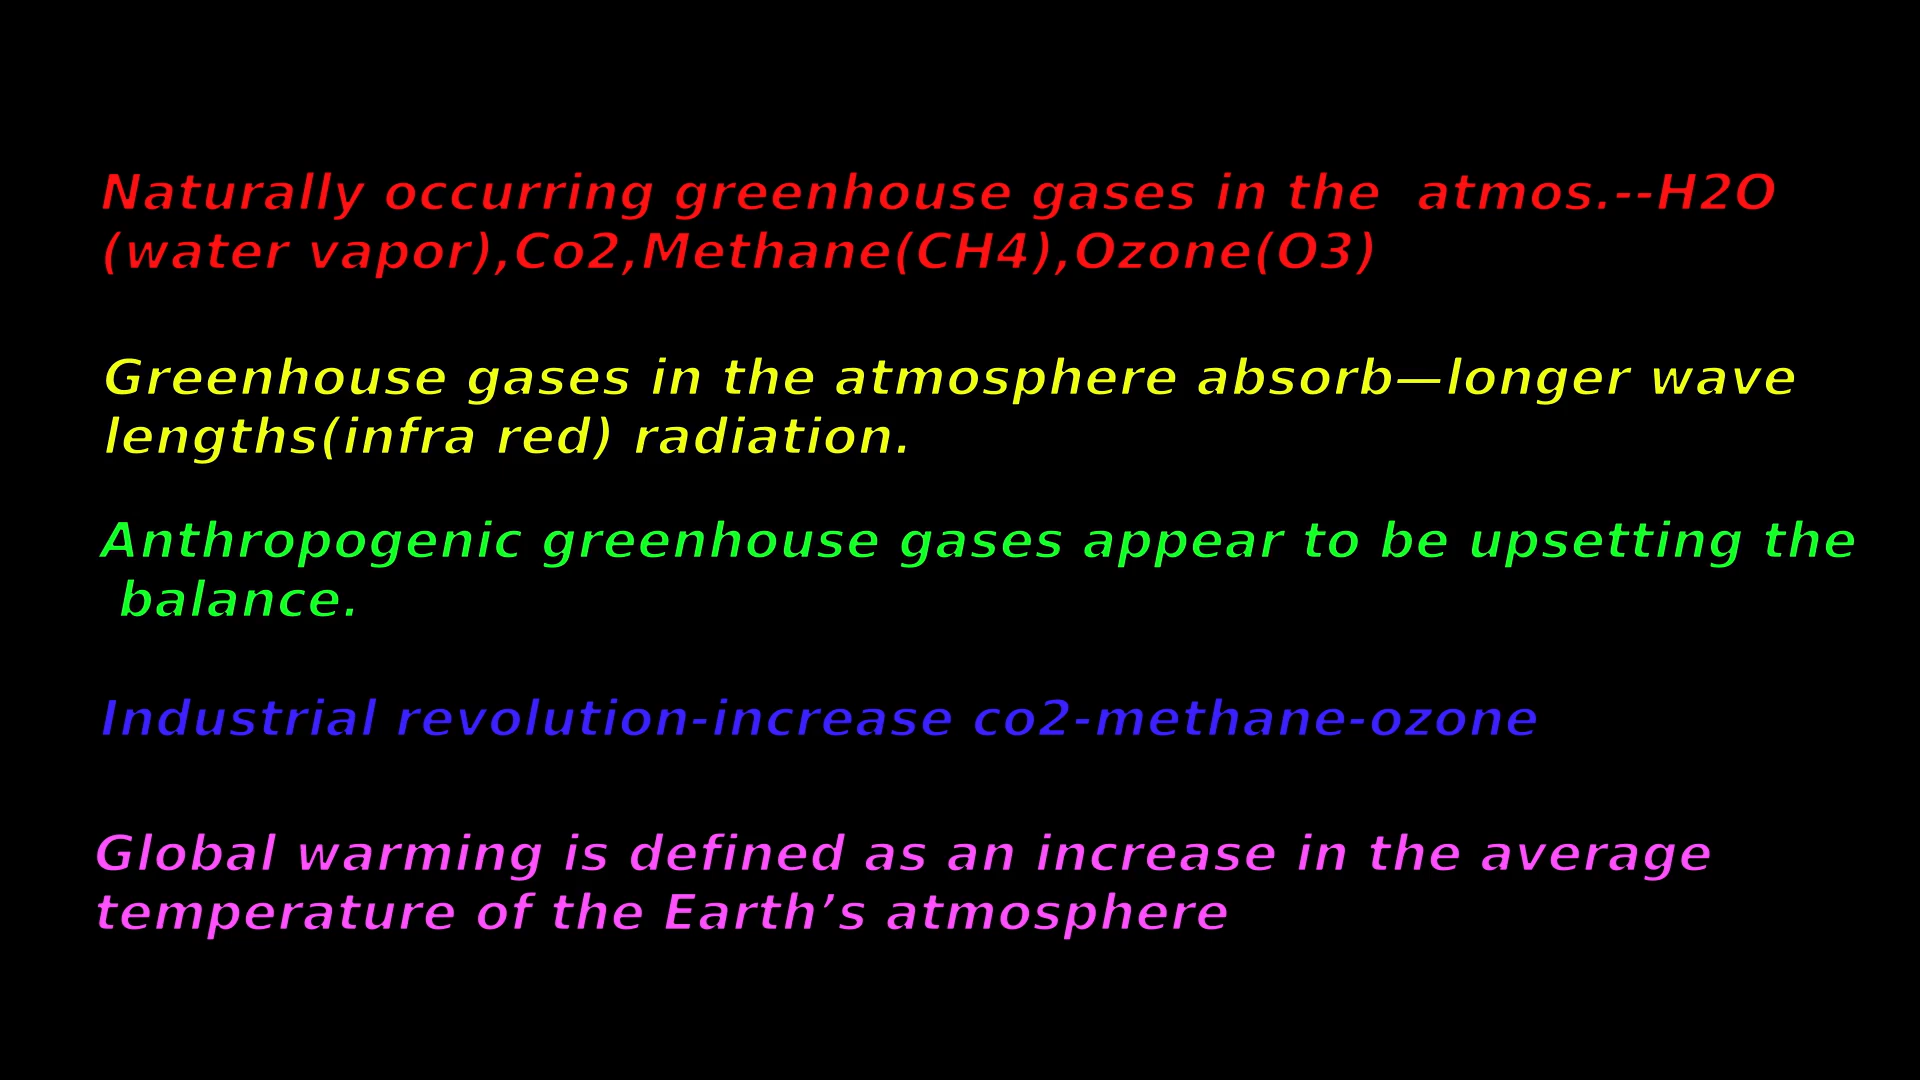 Naturally occurring greenhouse gases in the  atmos.--H2O
(water vapor),Co2,Methane(CH4),Ozone(O3)
Greenhouse gases in the atmosphere absorb—longer wave
lengths(infra red) radiation.
Anthropogenic greenhouse gases appear to be upsetting the
balance.
Industrial revolution-increase co2-methane-ozone
Global warming is defined as an increase in the average
temperature of the Earth’s atmosphere